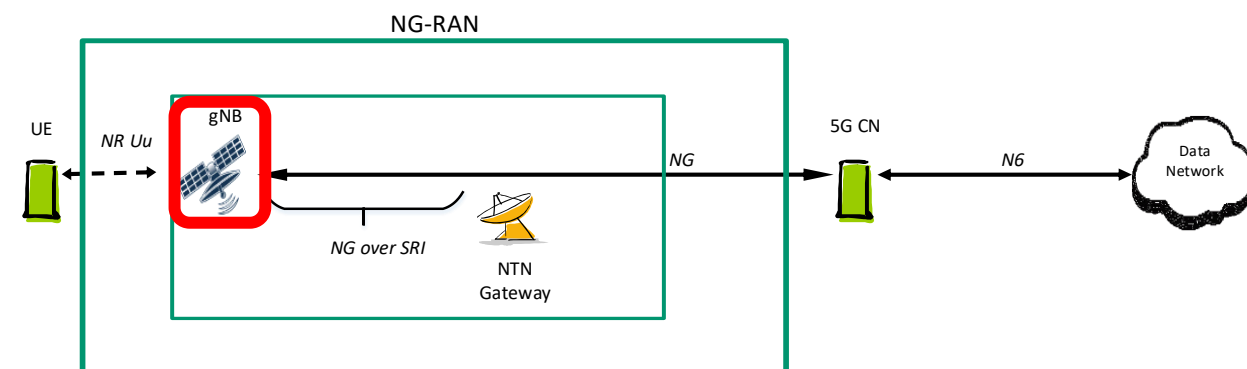 NG-RAN
gNB
UE
NR Uu
5G CN
NG
N6
Data
Network
NG over SRI
NTN
Gateway